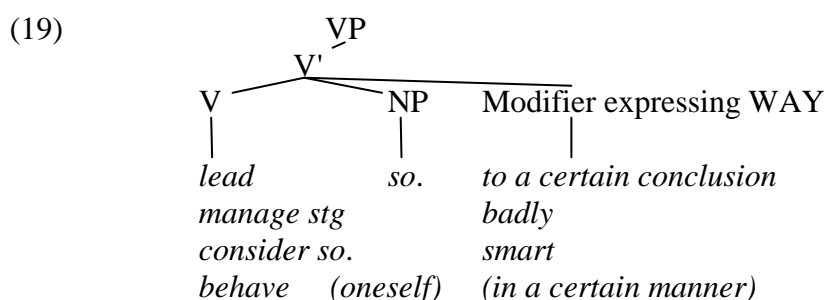 (19) VP
V'
V NP Modifier expressing WAY
lead so. to a certain conclusion
manage stg badly
consider so. smart
behave (oneself) (in a certain manner)